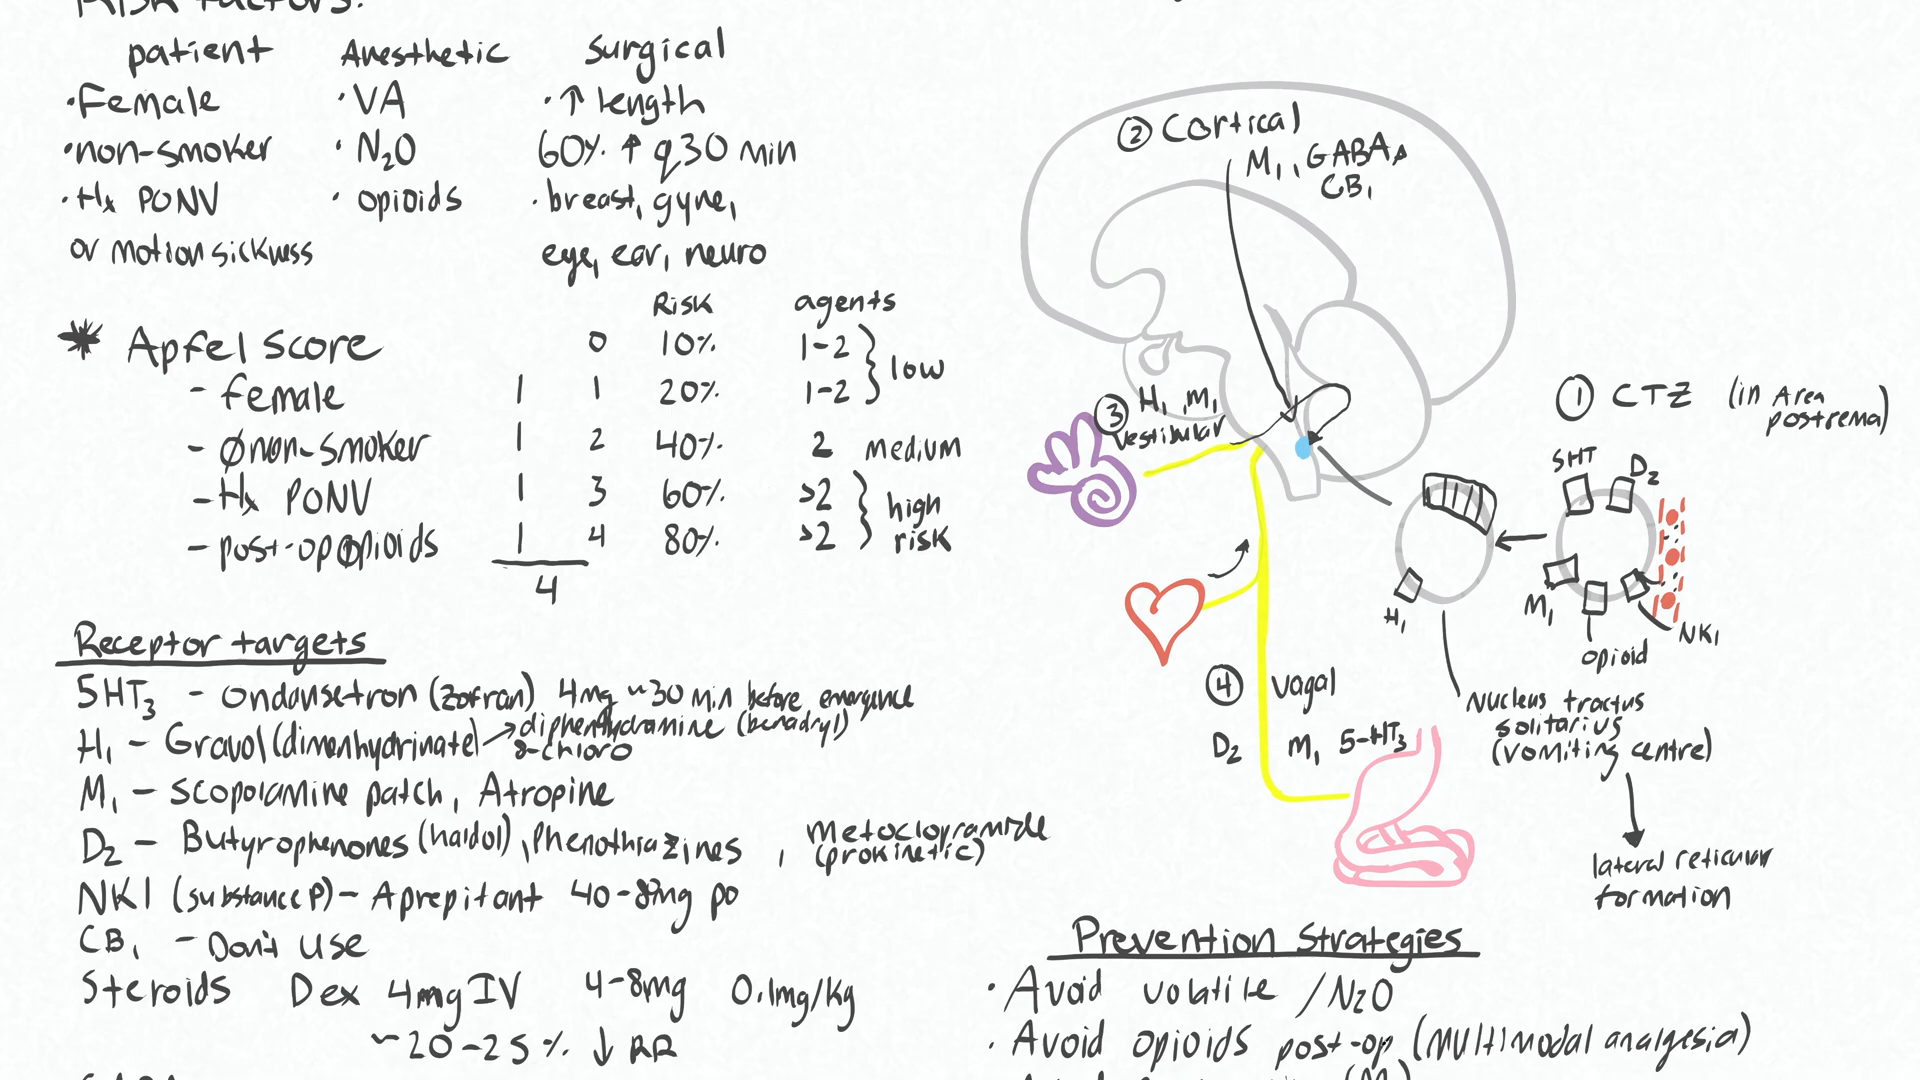 Risk factors:
patient Anesthetic Surgical
• Female • VA • ↑ length
• non-smoker • N₂O 60% ↑ q30 min
• Hx PONV • opioids • breast, gyne,
or motion sickness eye, ear, neuro
Risk agents
* Apfel Score 0 10% 1-2 } low
- female 1 1 20% 1-2
- Ø non-smoker 1 2 40% 2 medium
- Hx PONV 1 3 60% >2 } high
- post-op opioids 1 4 80% >2 risk
4
Receptor targets
5HT₃ - Ondansetron (zofran) 4mg ~30 min before emergence
H₁ - Gravol (dimenhydrinate) → diphenhydramine (benadryl)
8-chloro
M₁ - scopolamine patch, Atropine
D₂ - Butyrophenones (haldol), Phenothiazines, Metoclopramide
(prokinetic)
NK1 (substance P) - Aprepitant 40-80mg po
CB₁ - Don't use
Steroids Dex 4mg IV 4-8mg 0.1mg/kg
~20-25% ↓ RR
② Cortical
M₁, GABAA
CB₁
③ H₁, M₁
vestibular
① CTZ (in Area
postrema)
5HT D₂
M₁
opioid
NK1
H₁
Nucleus tractus
solitarius
(vomiting centre)
lateral reticular
formation
④ Vagal
D₂ M₁ 5-HT₃
Prevention Strategies
• Avoid volatile / N2O
• Avoid opioids post-op (multimodal analgesia)